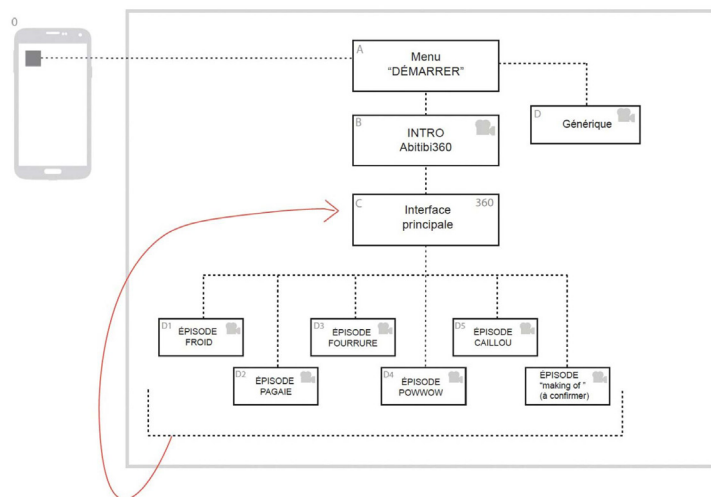 0
A
Menu
“DÉMARRER”
B
INTRO
Abitibi360
D
Générique
C
360
Interface
principale
D1
ÉPISODE
FROID
D3
ÉPISODE
FOURRURE
D5
ÉPISODE
CAILLOU
D2
ÉPISODE
PAGAIE
D4
ÉPISODE
POWWOW
ÉPISODE
“making of ”
(à confirmer)